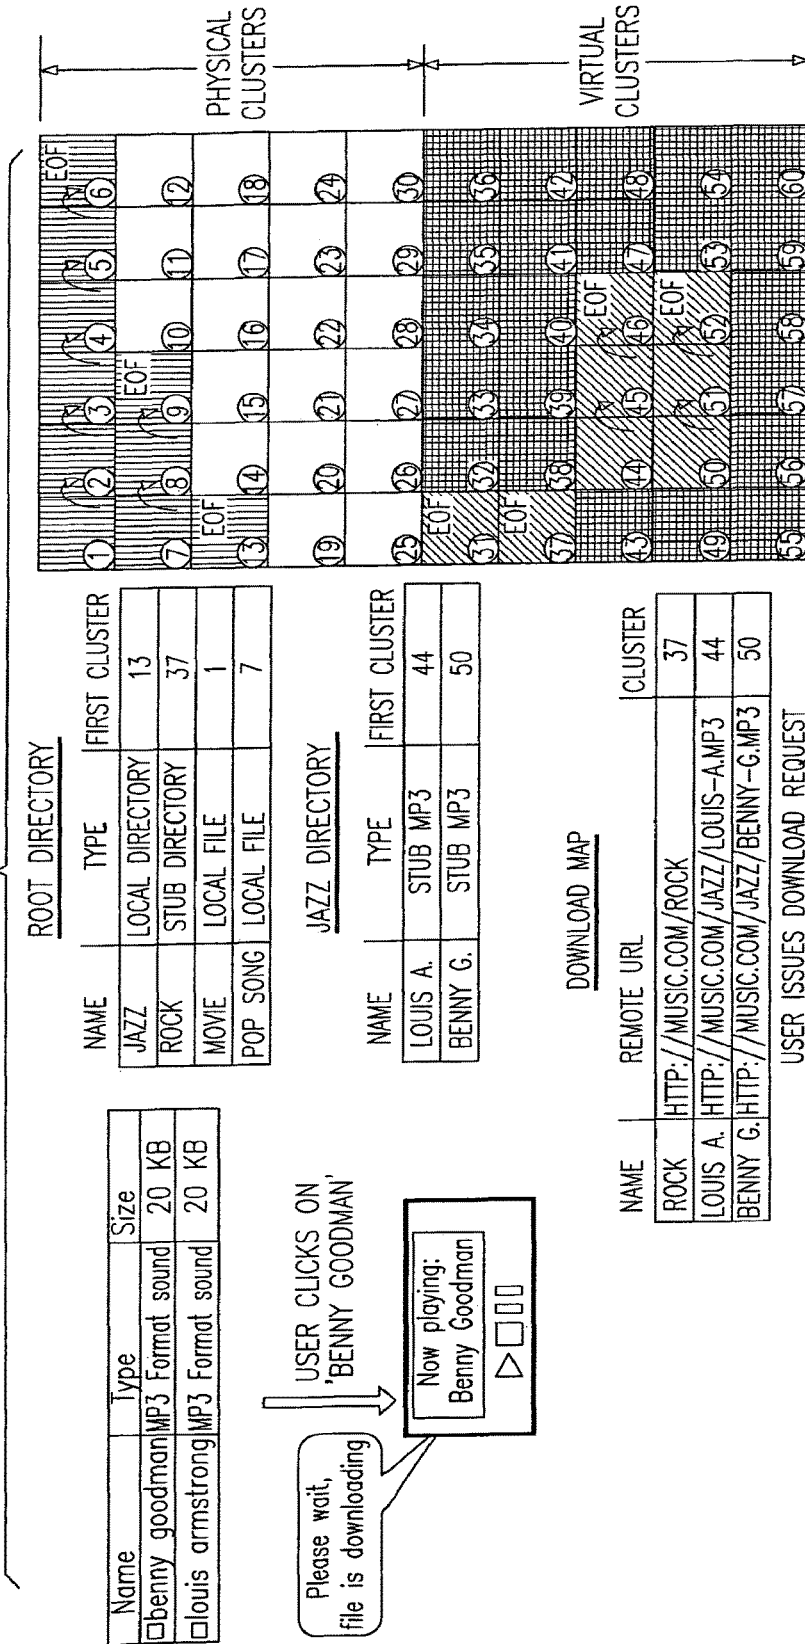 Name Type Size
benny goodman MP3 Format sound 20 KB
louis armstrong MP3 Format sound 20 KB
USER CLICKS ON
'BENNY GOODMAN'
Please wait,
file is downloading
Now playing:
Benny Goodman
ROOT DIRECTORY
NAME TYPE FIRST CLUSTER
JAZZ LOCAL DIRECTORY 13
ROCK STUB DIRECTORY 37
MOVIE LOCAL FILE 1
POP SONG LOCAL FILE 7
JAZZ DIRECTORY
NAME TYPE FIRST CLUSTER
LOUIS A. STUB MP3 44
BENNY G. STUB MP3 50
DOWNLOAD MAP
NAME REMOTE URL CLUSTER
ROCK HTTP://MUSIC.COM/ROCK 37
LOUIS A. HTTP://MUSIC.COM/JAZZ/LOUIS-A.MP3 44
BENNY G. HTTP://MUSIC.COM/JAZZ/BENNY-G.MP3 50
USER ISSUES DOWNLOAD REQUEST
EOF
1 2 3 4 5 6
EOF
7 8 9 10 11 12
EOF
13 14 15 16 17 18
19 20 21 22 23 24
25 26 27 28 29 30
EOF
31 32 33 34 35 36
EOF
37 38 39 40 41 42
EOF
43 44 45 46 47 48
EOF
49 50 51 52 53 54
55 56 57 58 59 60
PHYSICAL
CLUSTERS
VIRTUAL
CLUSTERS